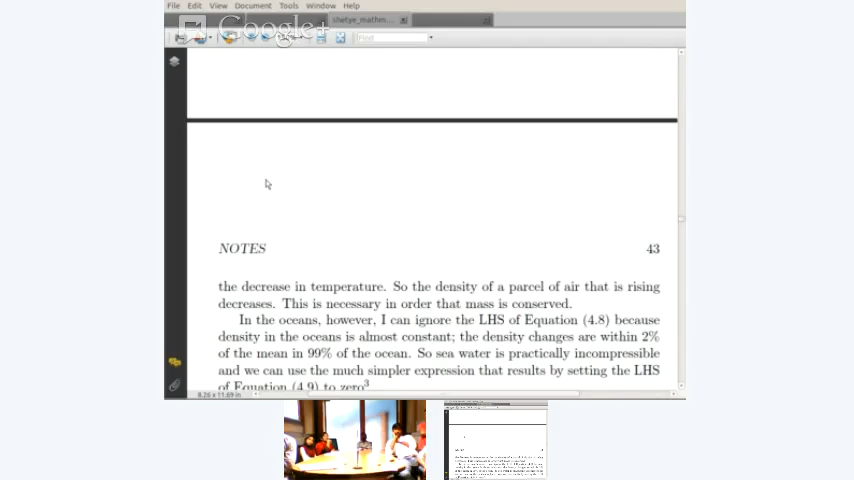 File Edit View Document Tools Window Help
shetye_mathm...
Google+
Find
NOTES 43
the decrease in temperature. So the density of a parcel of air that is rising
decreases. This is necessary in order that mass is conserved.
In the oceans, however, I can ignore the LHS of Equation (4.8) because
density in the oceans is almost constant; the density changes are within 2%
of the mean in 99% of the ocean. So sea water is practically incompressible
and we can use the much simpler expression that results by setting the LHS
of Equation (4.9) to zero3
8.26 x 11.69 in